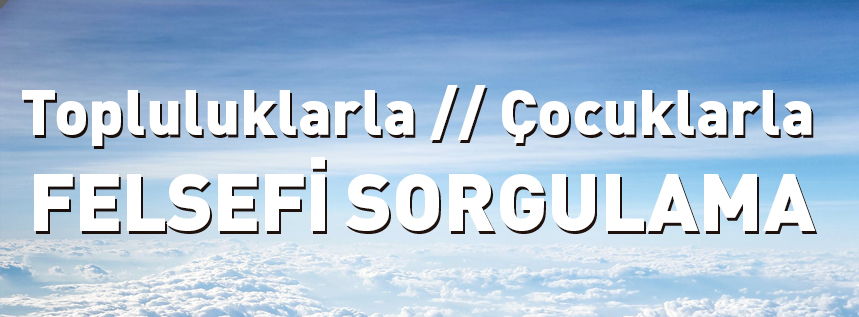 Topluluklarla // Çocuklarla
FELSEFİ SORGULAMA